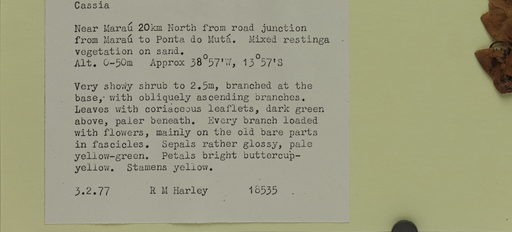 Cassia
Near Maraú 20km North from road junction
from Maraú to Ponta do Mutá. Mixed restinga
vegetation on sand.
Alt. 0-50m Approx 38°57'W, 13°57'S
Very showy shrub to 2.5m, branched at the
base, with obliquely ascending branches.
Leaves with coriaceous leaflets, dark green
above, paler beneath. Every branch loaded
with flowers, mainly on the old bare parts
in fascicles. Sepals rather glossy, pale
yellow-green. Petals bright buttercup-
yellow. Stamens yellow.
3.2.77 R M Harley 18535